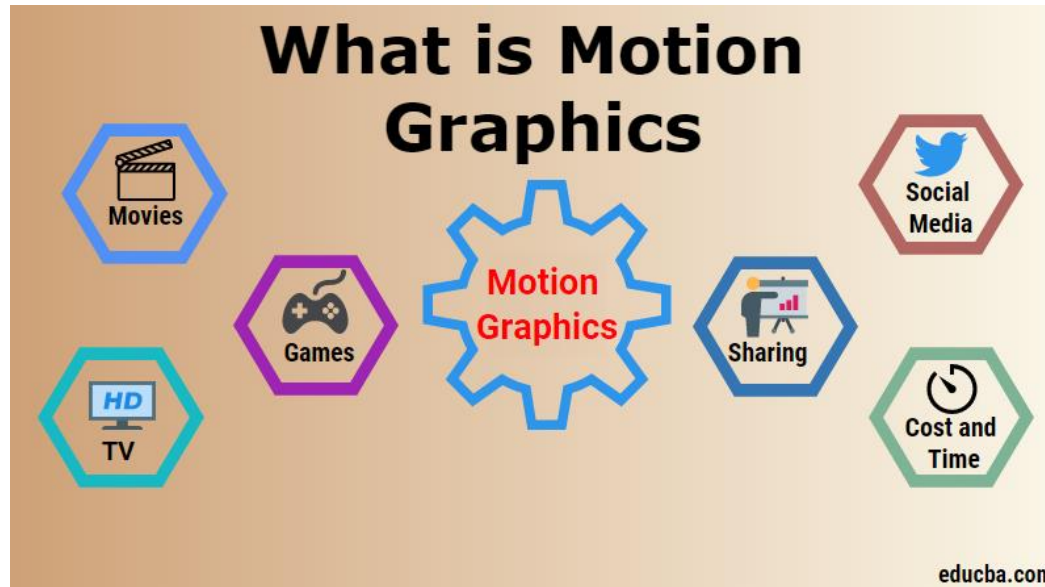 What is Motion
Graphics
Movies
Social
Media
Motion
Graphics
Games
Sharing
HD
TV
Cost and
Time
educba.com